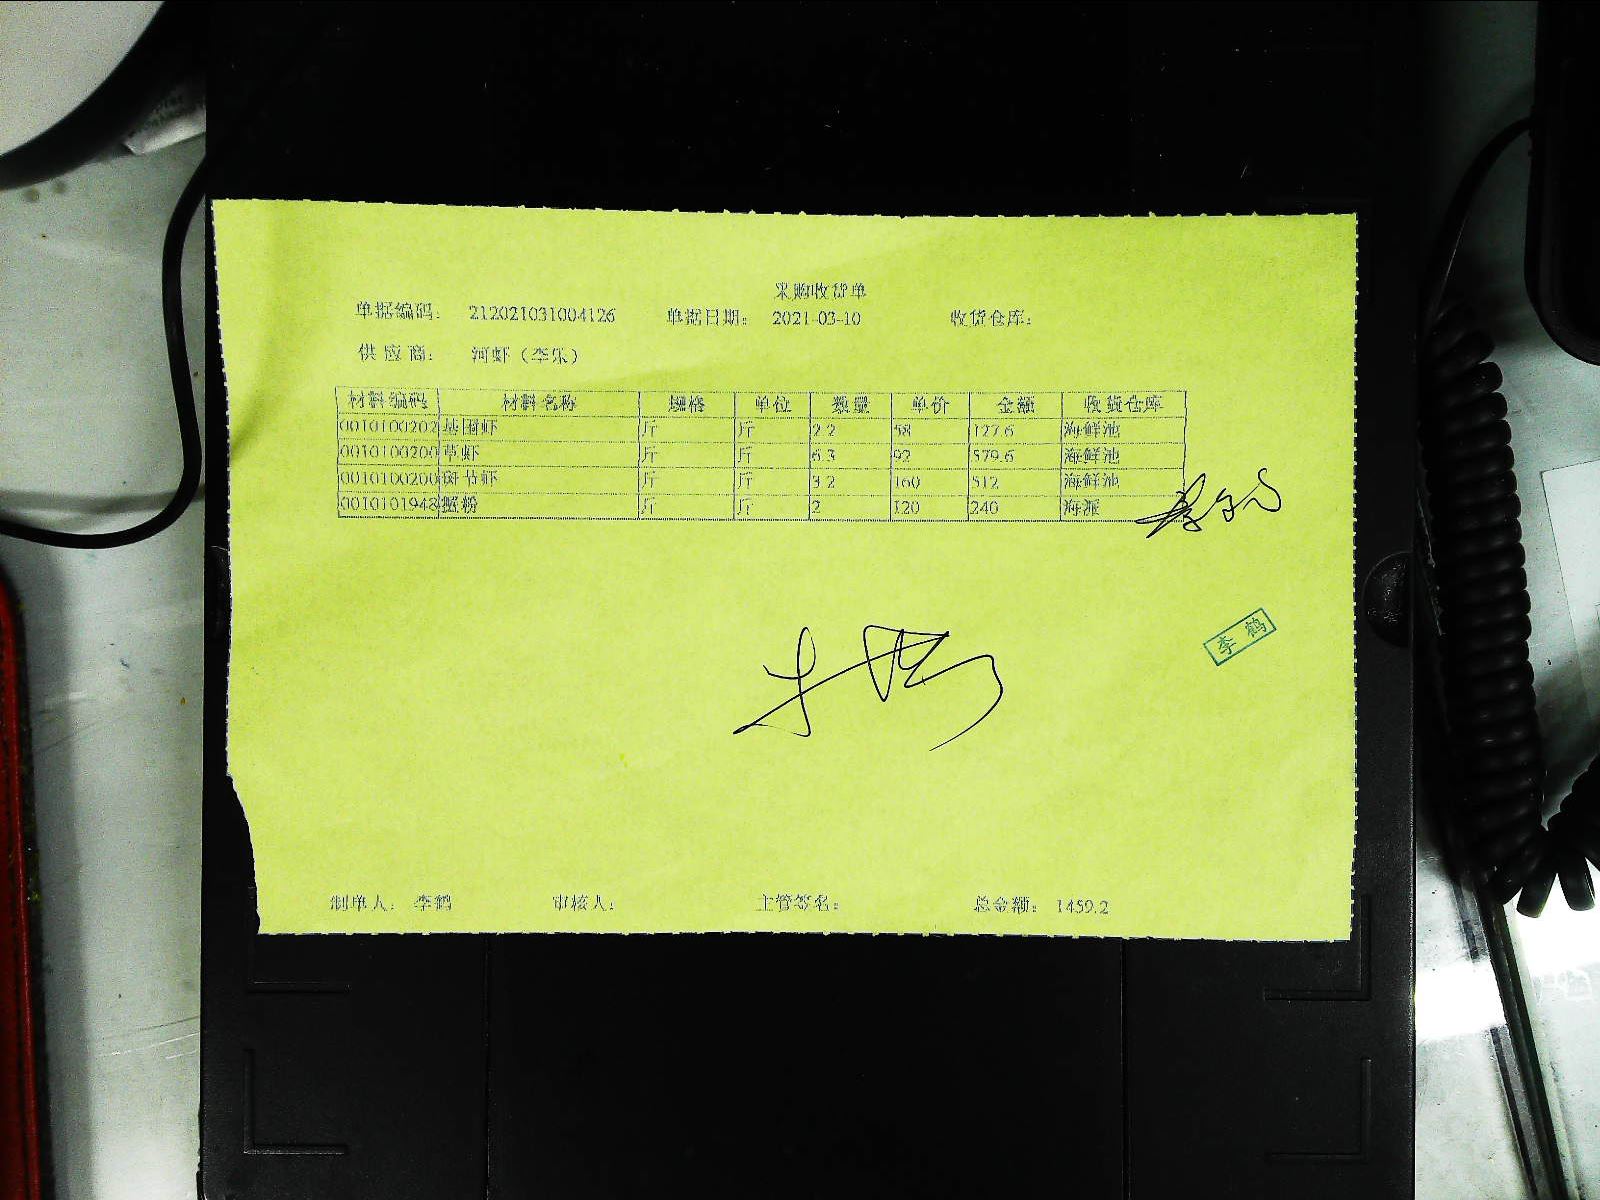 采购收货单
单据编码： 212021031004126 单据日期： 2021-03-10 收货仓库：
供应商： 河虾（李乐）
材料编码 材料名称 规格 单位 数量 单价 金额 收货仓库
0010100202 基围虾 斤 斤 2.2 58 127.6 海鲜池
0010100200 草虾 斤 斤 6.3 92 579.6 海鲜池
0010100200 斑节虾 斤 斤 3.2 160 512 海鲜池
0010101948 蟹粉 斤 斤 2 120 240 海派
李鹤
制单人： 李鹤 审核人： 主管签名： 总金额： 1459.2